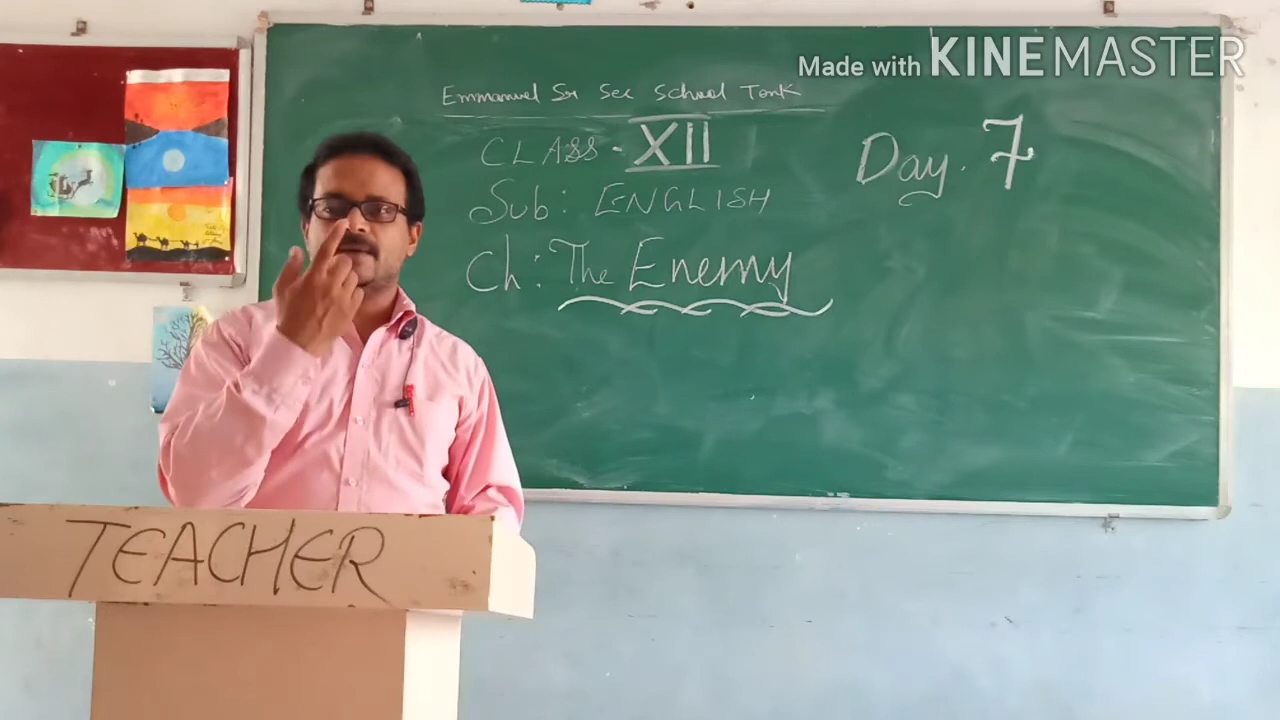 Made with KINEMASTER
Emmanuel Sr Sec School Tonk
CLASS - XII
Day. 7
Sub: ENGLISH
Ch: The Enemy
TEACHER